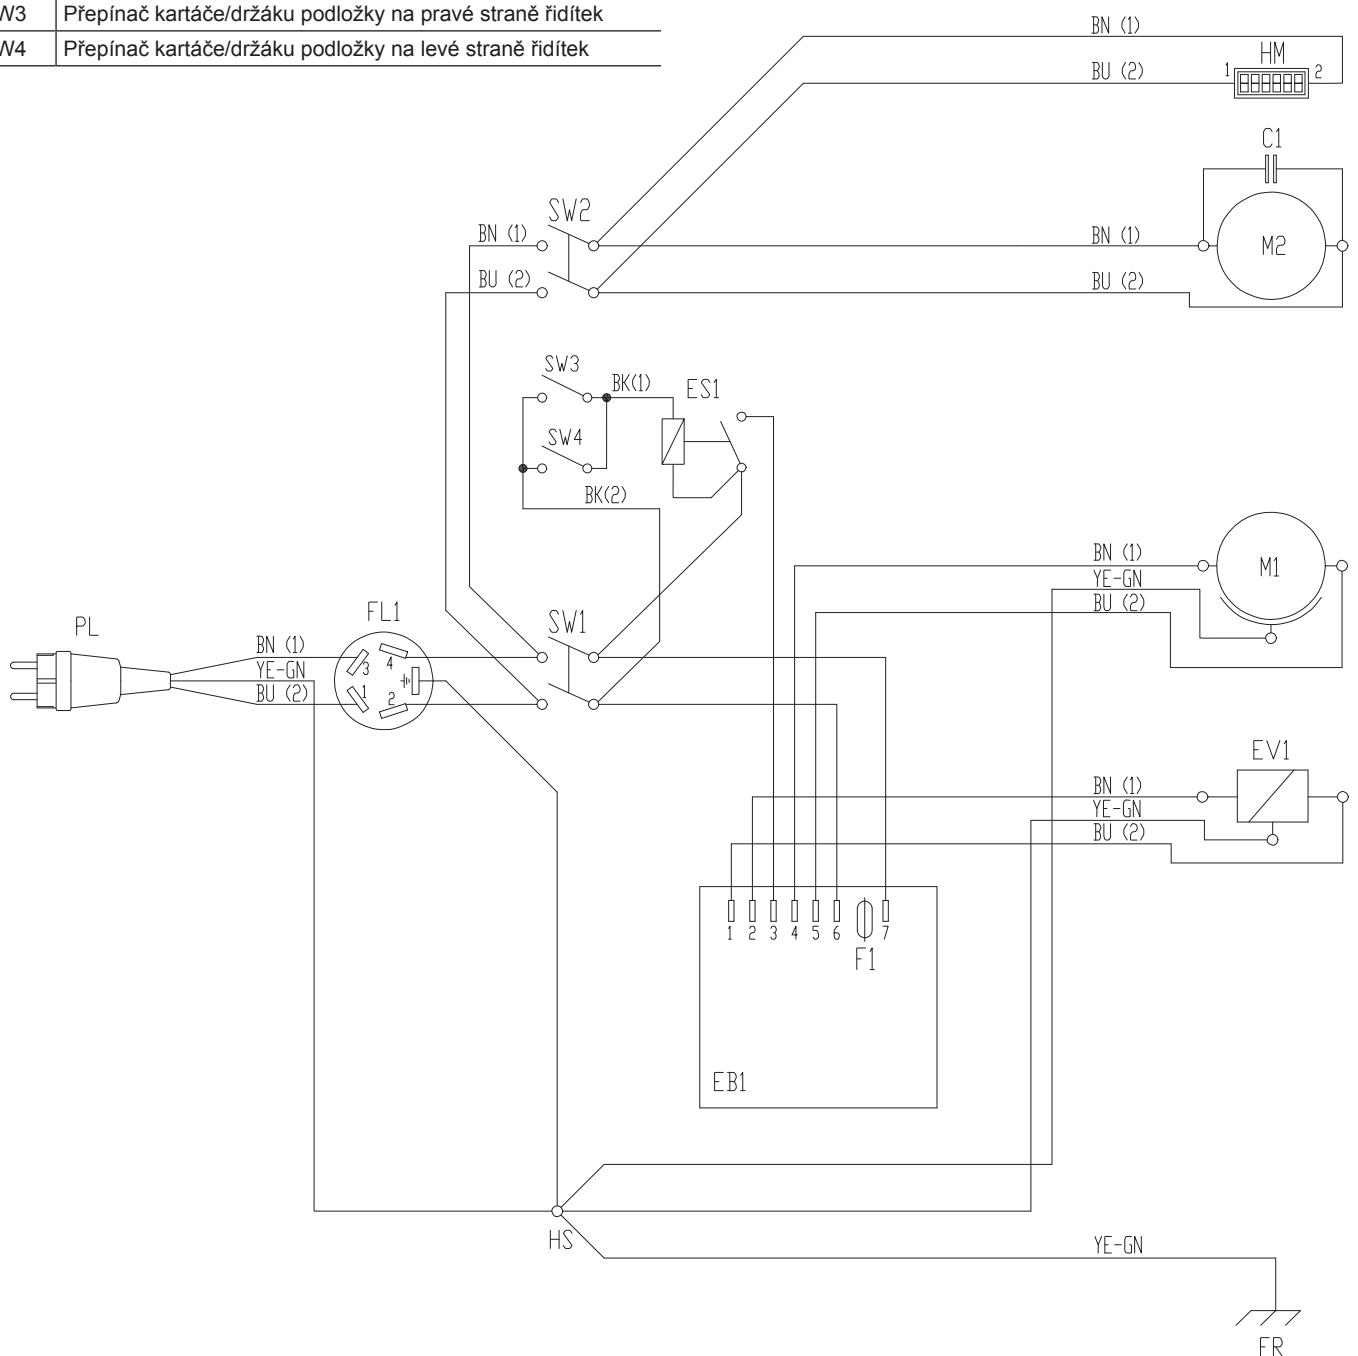 W3 Přepínač kartáče/držáku podložky na pravé straně řidítek
W4 Přepínač kartáče/držáku podložky na levé straně řidítek
BN (1)
HM
BU (2)
1
2
C1
SW2
BN (1)
BN (1)
M2
BU (2)
BU (2)
SW3
BK(1)
ES1
SW4
BK(2)
BN (1)
M1
YE-GN
BU (2)
PL
FL1
SW1
BN (1)
YE-GN
BU (2)
3
4
1
2
EV1
BN (1)
YE-GN
BU (2)
1 2 3 4 5 6 7
F1
EB1
HS
YE-GN
FR